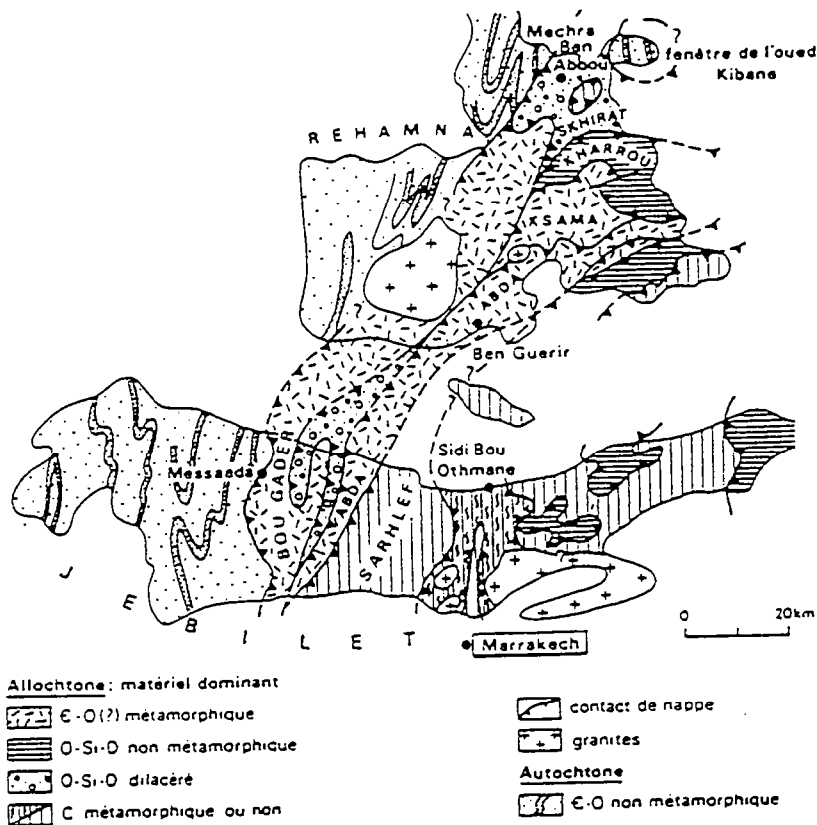 Mechra
Ben
Abbou
?
fenêtre de l'oued
Kibane
REHAMNA
SKHIRAT
KHARROU
KSAMA
ABDA
?
?
Ben Guerir
?
Sidi Bou
Othmane
Messaada
BOU GADER
ABDA
SARHLEF
JEBILET
Marrakech
0 20km
Allochtone: matériel dominant
Є-O(?) métamorphique
O-Si-D non métamorphique
O-Si-D dilacéré
C métamorphique ou non
contact de nappe
granites
Autochtone
Є-O non métamorphique